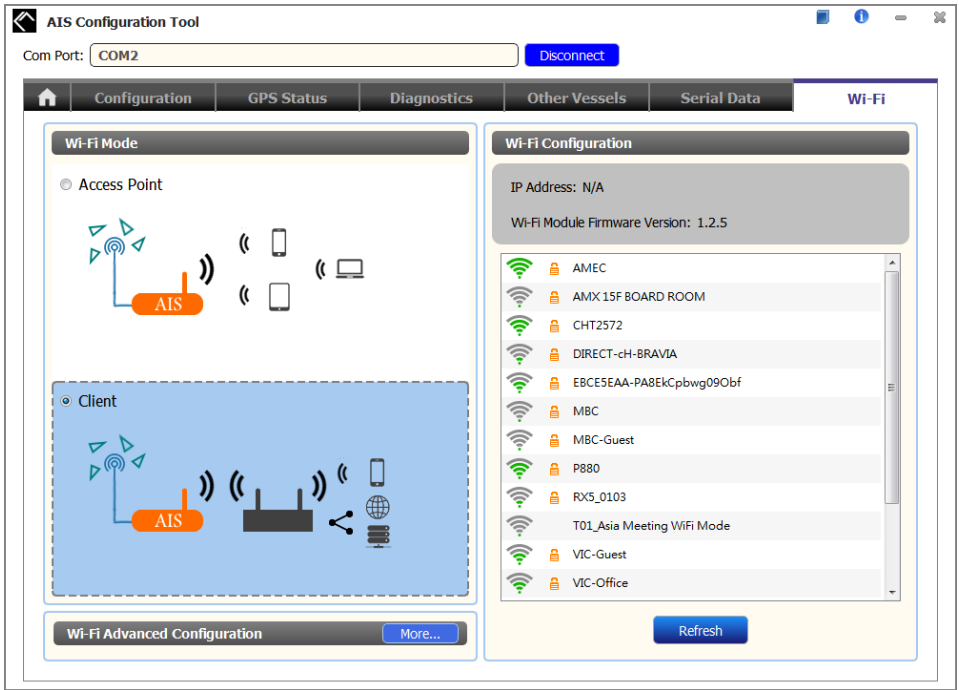 AIS Configuration Tool
Com Port: COM2 Disconnect
Configuration GPS Status Diagnostics Other Vessels Serial Data Wi-Fi
Wi-Fi Mode
Access Point
AIS
Client
AIS
Wi-Fi Advanced Configuration More...
Wi-Fi Configuration
IP Address: N/A
Wi-Fi Module Firmware Version: 1.2.5
AMEC
AMX 15F BOARD ROOM
CHT2572
DIRECT-cH-BRAVIA
EBCE5EAA-PA8EkCpbwg09Obf
MBC
MBC-Guest
P880
RX5_0103
T01_Asia Meeting WiFi Mode
VIC-Guest
VIC-Office
Refresh